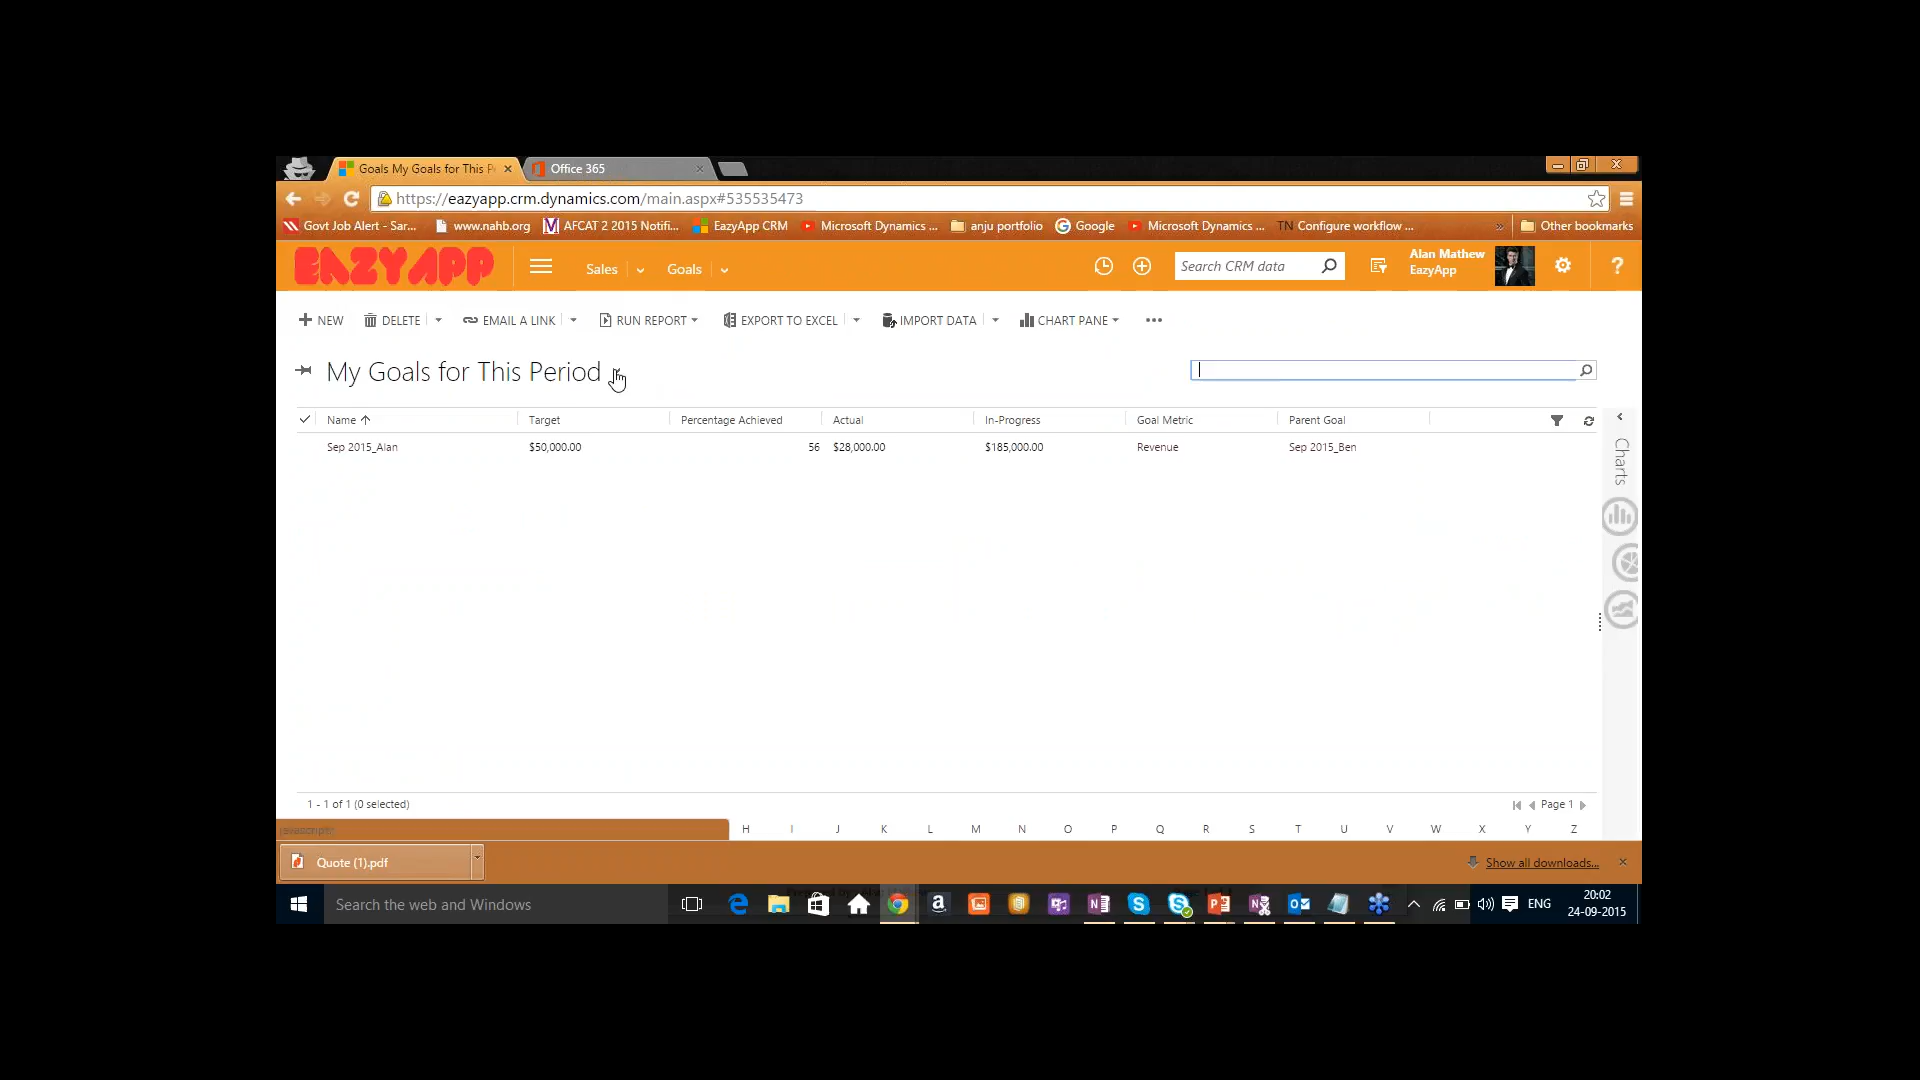 Goals My Goals for This P
Office 365
https://eazyapp.crm.dynamics.com/main.aspx#535535473
Govt Job Alert - Sar...
www.nahb.org
AFCAT 2 2015 Notifi...
EazyApp CRM
Microsoft Dynamics ...
anju portfolio
Google
Microsoft Dynamics ...
TN Configure workflow ...
»
Other bookmarks
EAZYAPP
Sales
Goals
Search CRM data
Alan Mathew
EazyApp
?
NEW
DELETE
EMAIL A LINK
RUN REPORT
EXPORT TO EXCEL
IMPORT DATA
CHART PANE
My Goals for This Period
Name Target Percentage Achieved Actual In-Progress Goal Metric Parent Goal
Sep 2015_Alan $50,000.00 56 $28,000.00 $185,000.00 Revenue Sep 2015_Ben
Charts
1 - 1 of 1 (0 selected)
Page 1
H I J K L M N O P Q R S T U V W X Y Z
Quote (1).pdf
Show all downloads...
Search the web and Windows
ENG
20:02
24-09-2015